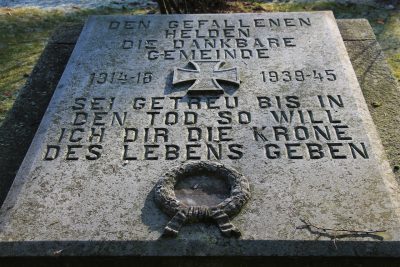 DEN GEFALLENEN
HELDEN
DIE DANKBARE
GEMEINDE
1914-18 1939-45
SEI GETREU BIS IN
DEN TOD SO WILL
ICH DIR DIE KRONE
DES LEBENS GEBEN